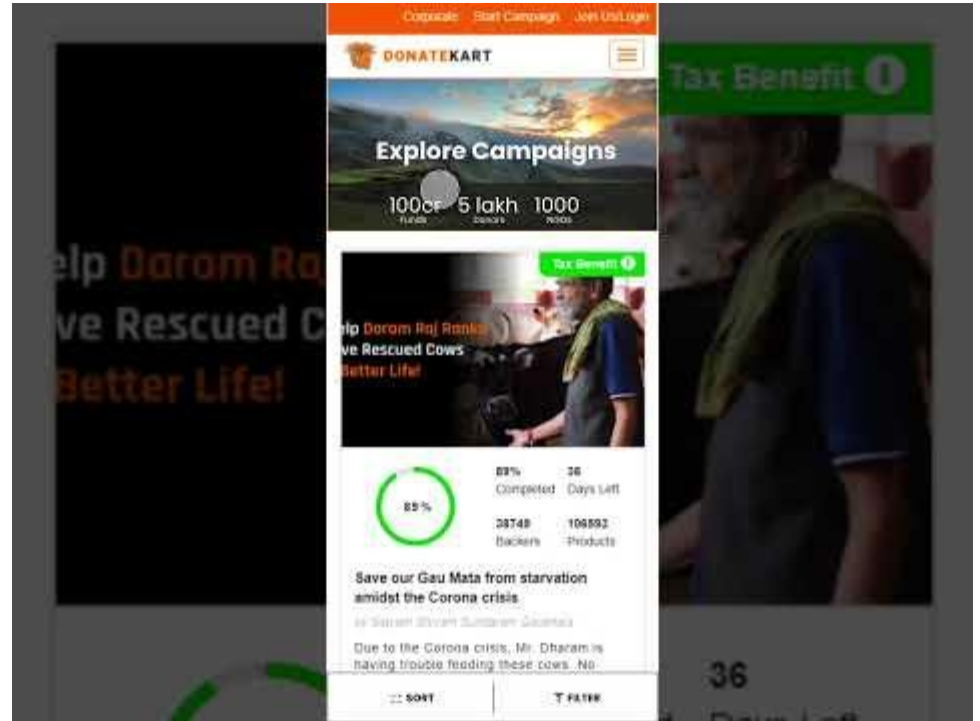 Corporate Start Campaign Join Us/Login
DONATEKART
Explore Campaigns
100cr 5 lakh 1000
Funds Donors NGOs
Tax Benefit
elp Daram Raj Ranka
ve Rescued Cows
Better Life!
89%
89% 36
Completed Days Left
38740 106592
Backers Products
Save our Gau Mata from starvation
amidst the Corona crisis
Due to the Corona crisis, Mr. Dharam is
having trouble feeding these cows. No
SORT FILTER
Tax Benefit
elp Daram Ra
ve Rescued C
Better Life!
36
Days Left